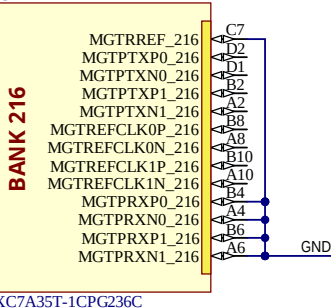 BANK 216
MGTRREF_216 C7
MGTPTXP0_216 D2
MGTPTXN0_216 D1
MGTPTXP1_216 B2
MGTPTXN1_216 A2
MGTREFCLK0P_216 B8
MGTREFCLK0N_216 A8
MGTREFCLK1P_216 B10
MGTREFCLK1N_216 A10
MGTPRXP0_216 B4
MGTPRXN0_216 A4
MGTPRXP1_216 B6
MGTPRXN1_216 A6
GND
XC7A35T-1CPG236C